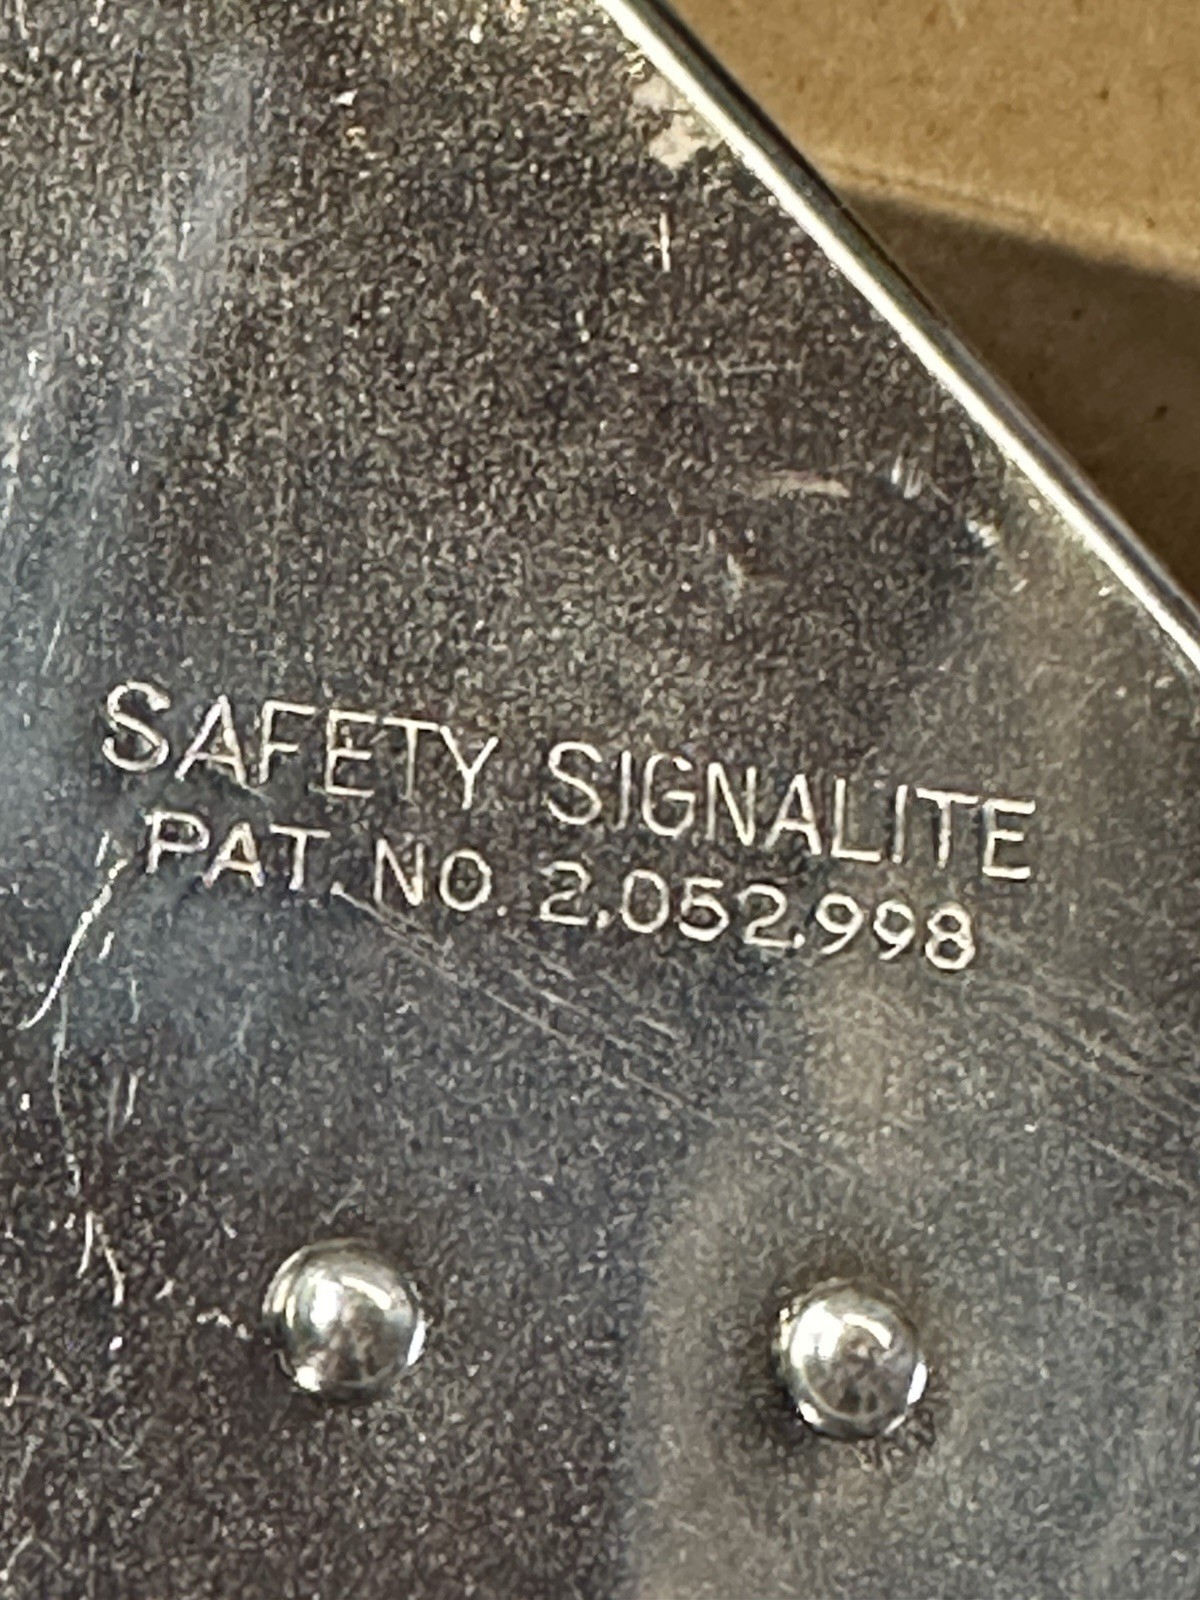 SAFETY SIGNALITE
PAT. NO. 2,052,998